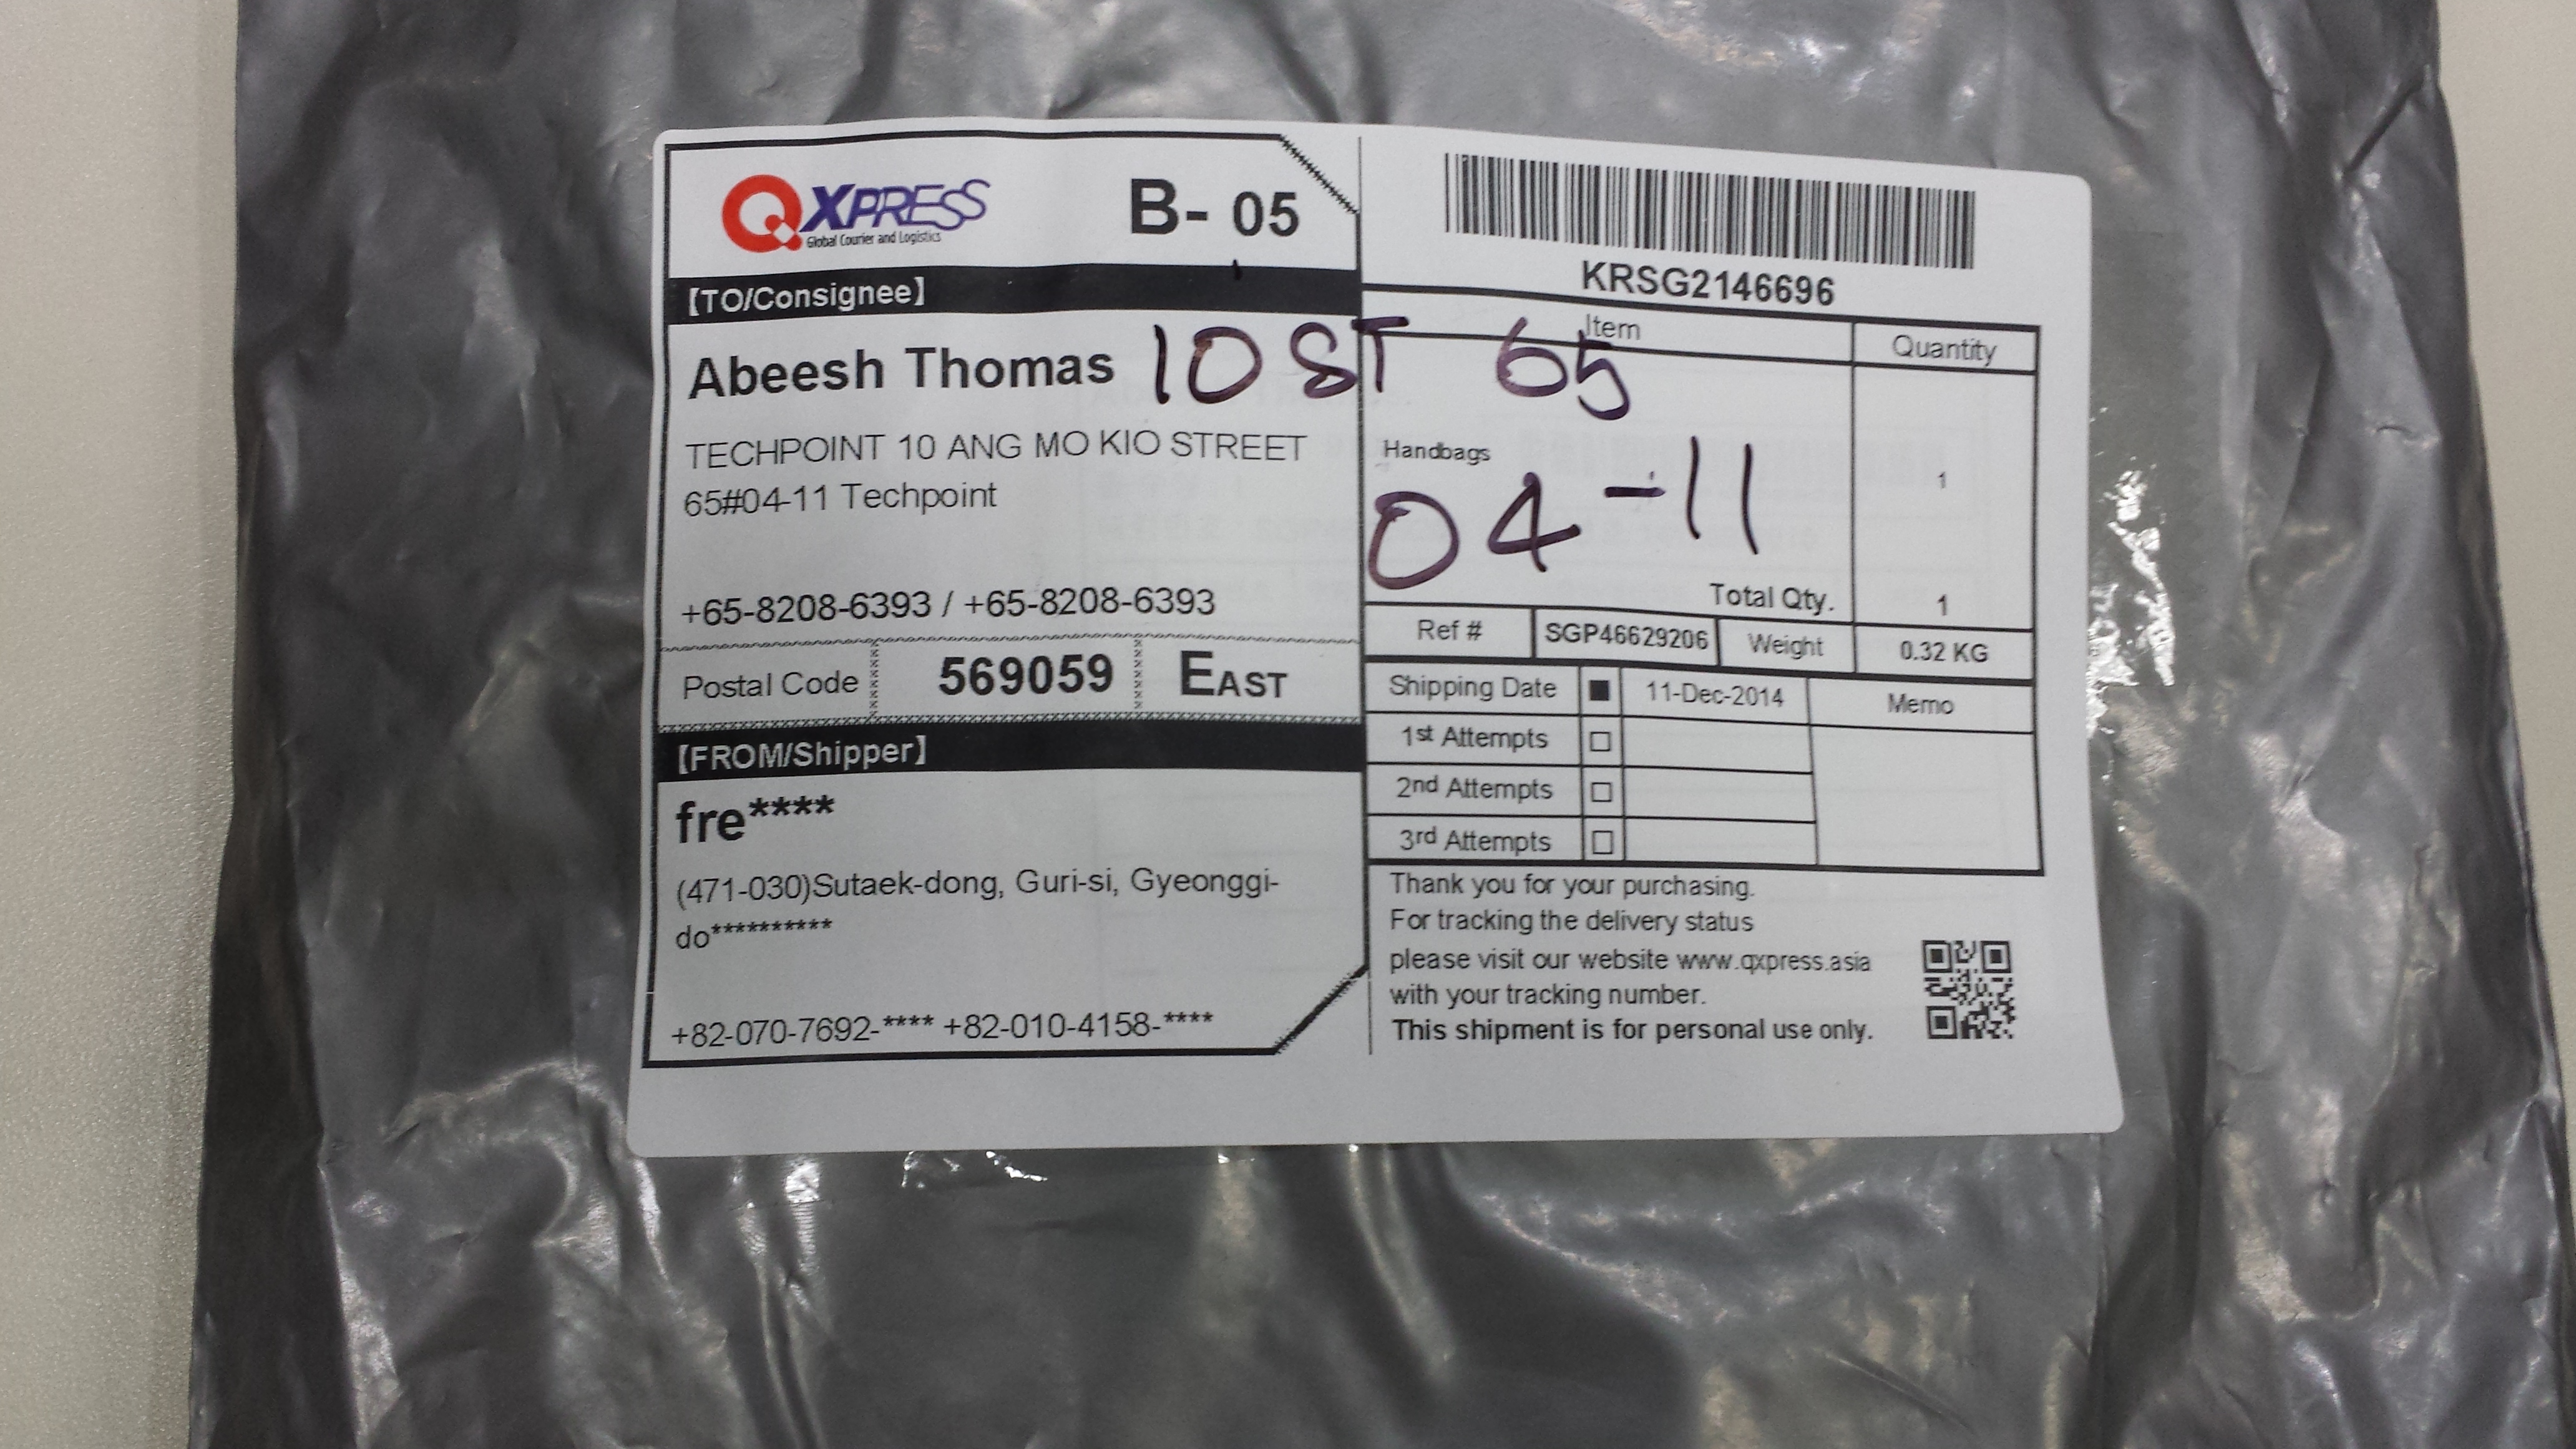 QXPRESS
Global Courier and Logistics
B- 05
【TO/Consignee】
Abeesh Thomas
TECHPOINT 10 ANG MO KIO STREET
65#04-11 Techpoint
+65-8208-6393 / +65-8208-6393
Postal Code 569059 EAST
【FROM/Shipper】
fre****
(471-030)Sutaek-dong, Guri-si, Gyeonggi-
do**********
+82-070-7692-**** +82-010-4158-****
KRSG2146696
Item Quantity
10 ST 65
Handbags 1
04-11
Total Qty. 1
Ref # SGP46629206 Weight 0.32 KG
Shipping Date ■ 11-Dec-2014 Memo
1st Attempts □
2nd Attempts □
3rd Attempts □
Thank you for your purchasing.
For tracking the delivery status
please visit our website www.qxpress.asia
with your tracking number.
This shipment is for personal use only.